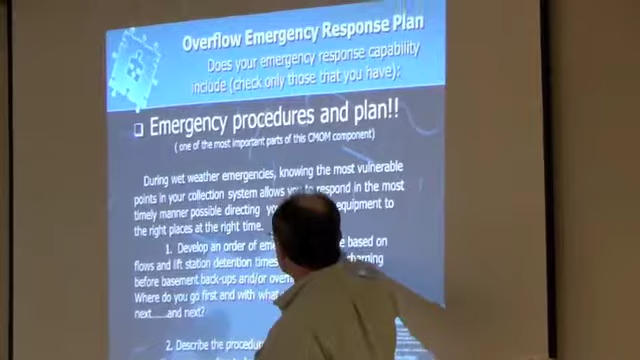 Overflow Emergency Response Plan
Does your emergency response capability
include (check only those that you have):
Emergency procedures and plan!!
( one of the most important parts of this CMOM component)
During wet weather emergencies, knowing the most vulnerable
points in your collection system allows you to respond in the most
timely manner possible directing equipment to
the right places at the right time.
1. Develop an order of based on
flows and lift station detention times
before basement back-ups and/or
Where do you go first and with what
next......and next?
2. Describe the